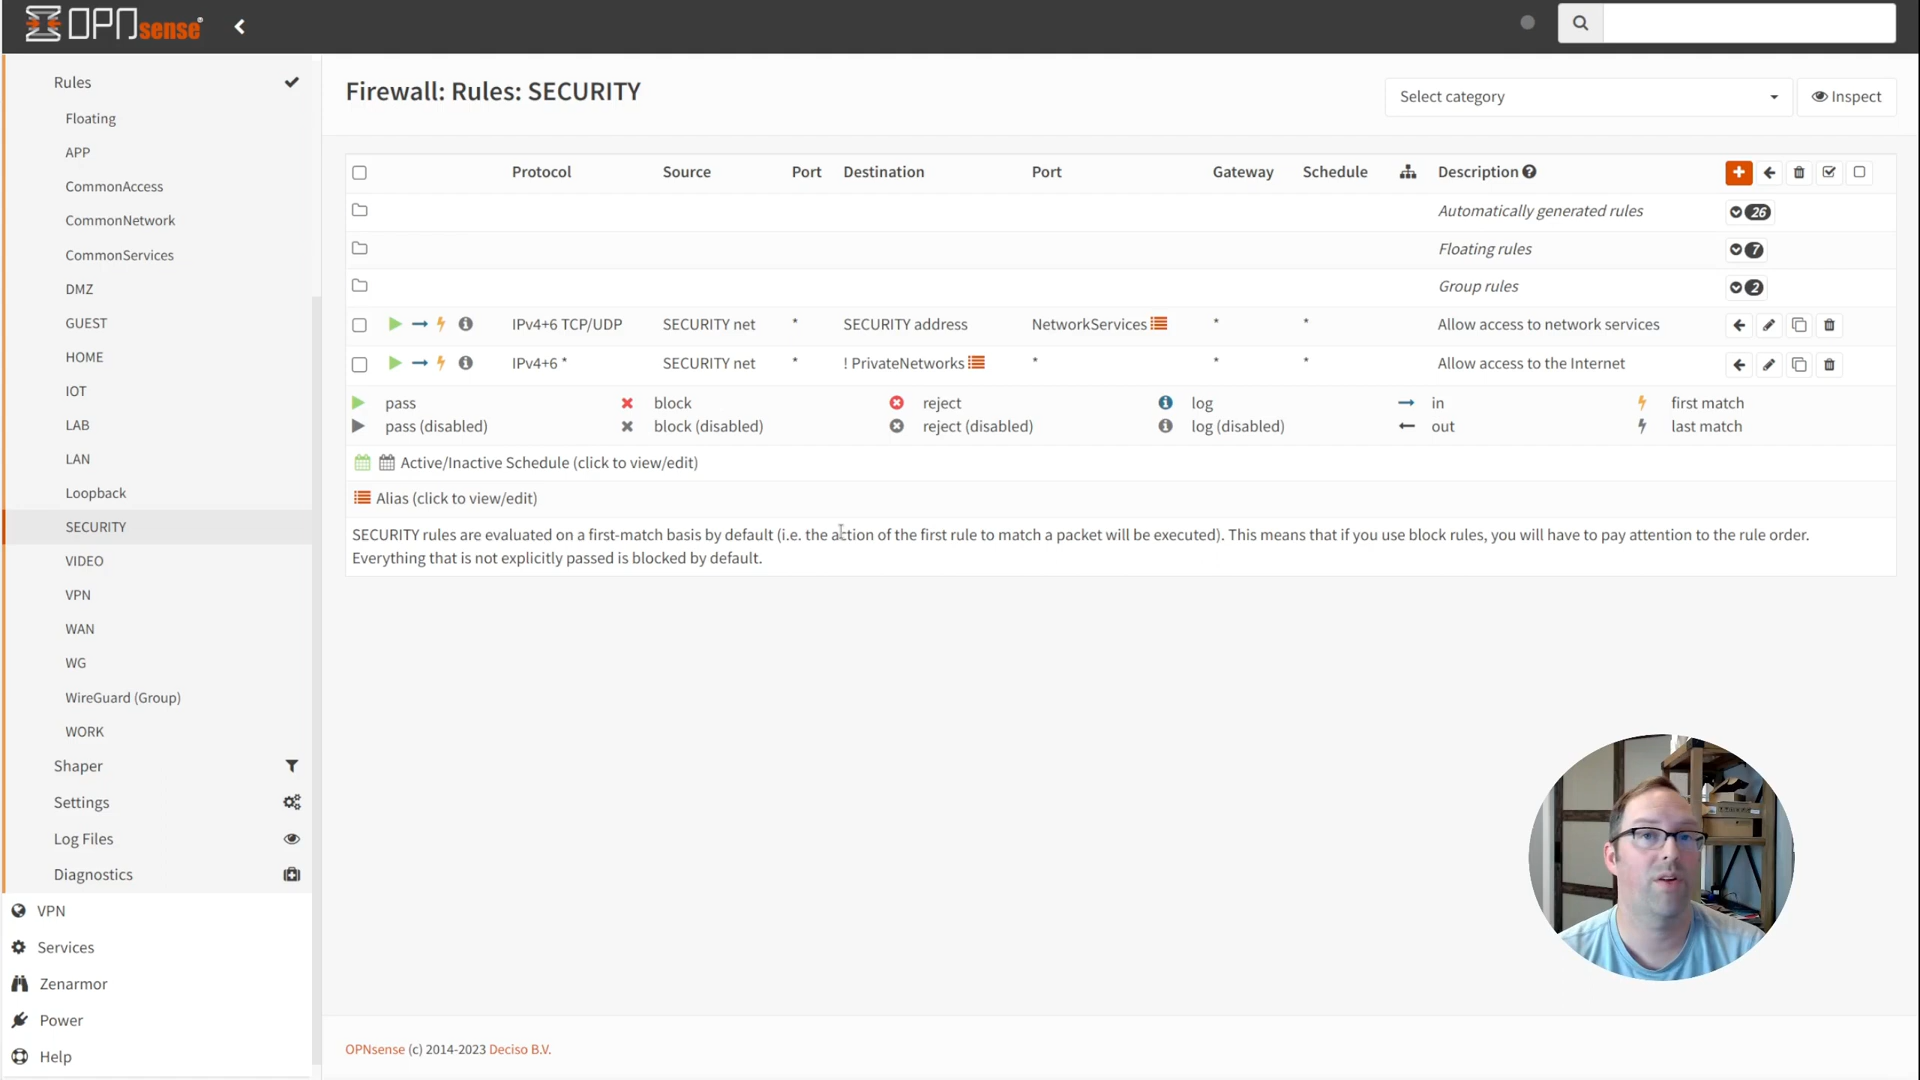 OPNsense
Rules
Floating
APP
CommonAccess
CommonNetwork
CommonServices
DMZ
GUEST
HOME
IOT
LAB
LAN
Loopback
SECURITY
VIDEO
VPN
WAN
WG
WireGuard (Group)
WORK
Shaper
Settings
Log Files
Diagnostics
VPN
Services
Zenarmor
Power
Help
Firewall: Rules: SECURITY
Select category
Inspect
Protocol Source Port Destination Port Gateway Schedule Description
Automatically generated rules 26
Floating rules 7
Group rules 2
IPv4+6 TCP/UDP SECURITY net * SECURITY address NetworkServices * * Allow access to network services
IPv4+6 * SECURITY net * ! PrivateNetworks * * * Allow access to the Internet
pass block reject log in first match
pass (disabled) block (disabled) reject (disabled) log (disabled) out last match
Active/Inactive Schedule (click to view/edit)
Alias (click to view/edit)
SECURITY rules are evaluated on a first-match basis by default (i.e. the action of the first rule to match a packet will be executed). This means that if you use block rules, you will have to pay attention to the rule order.
Everything that is not explicitly passed is blocked by default.
OPNsense (c) 2014-2023 Deciso B.V.